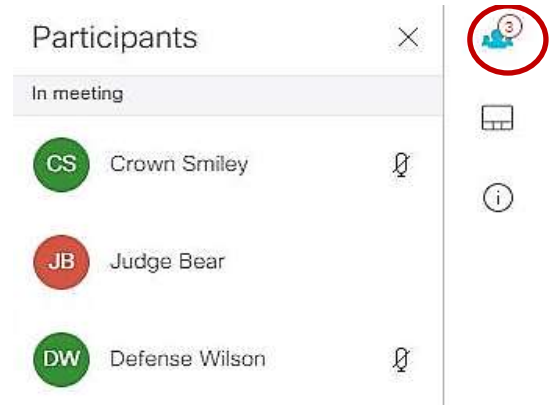 Participants
3
In meeting
CS Crown Smiley
JB Judge Bear
DW Defense Wilson